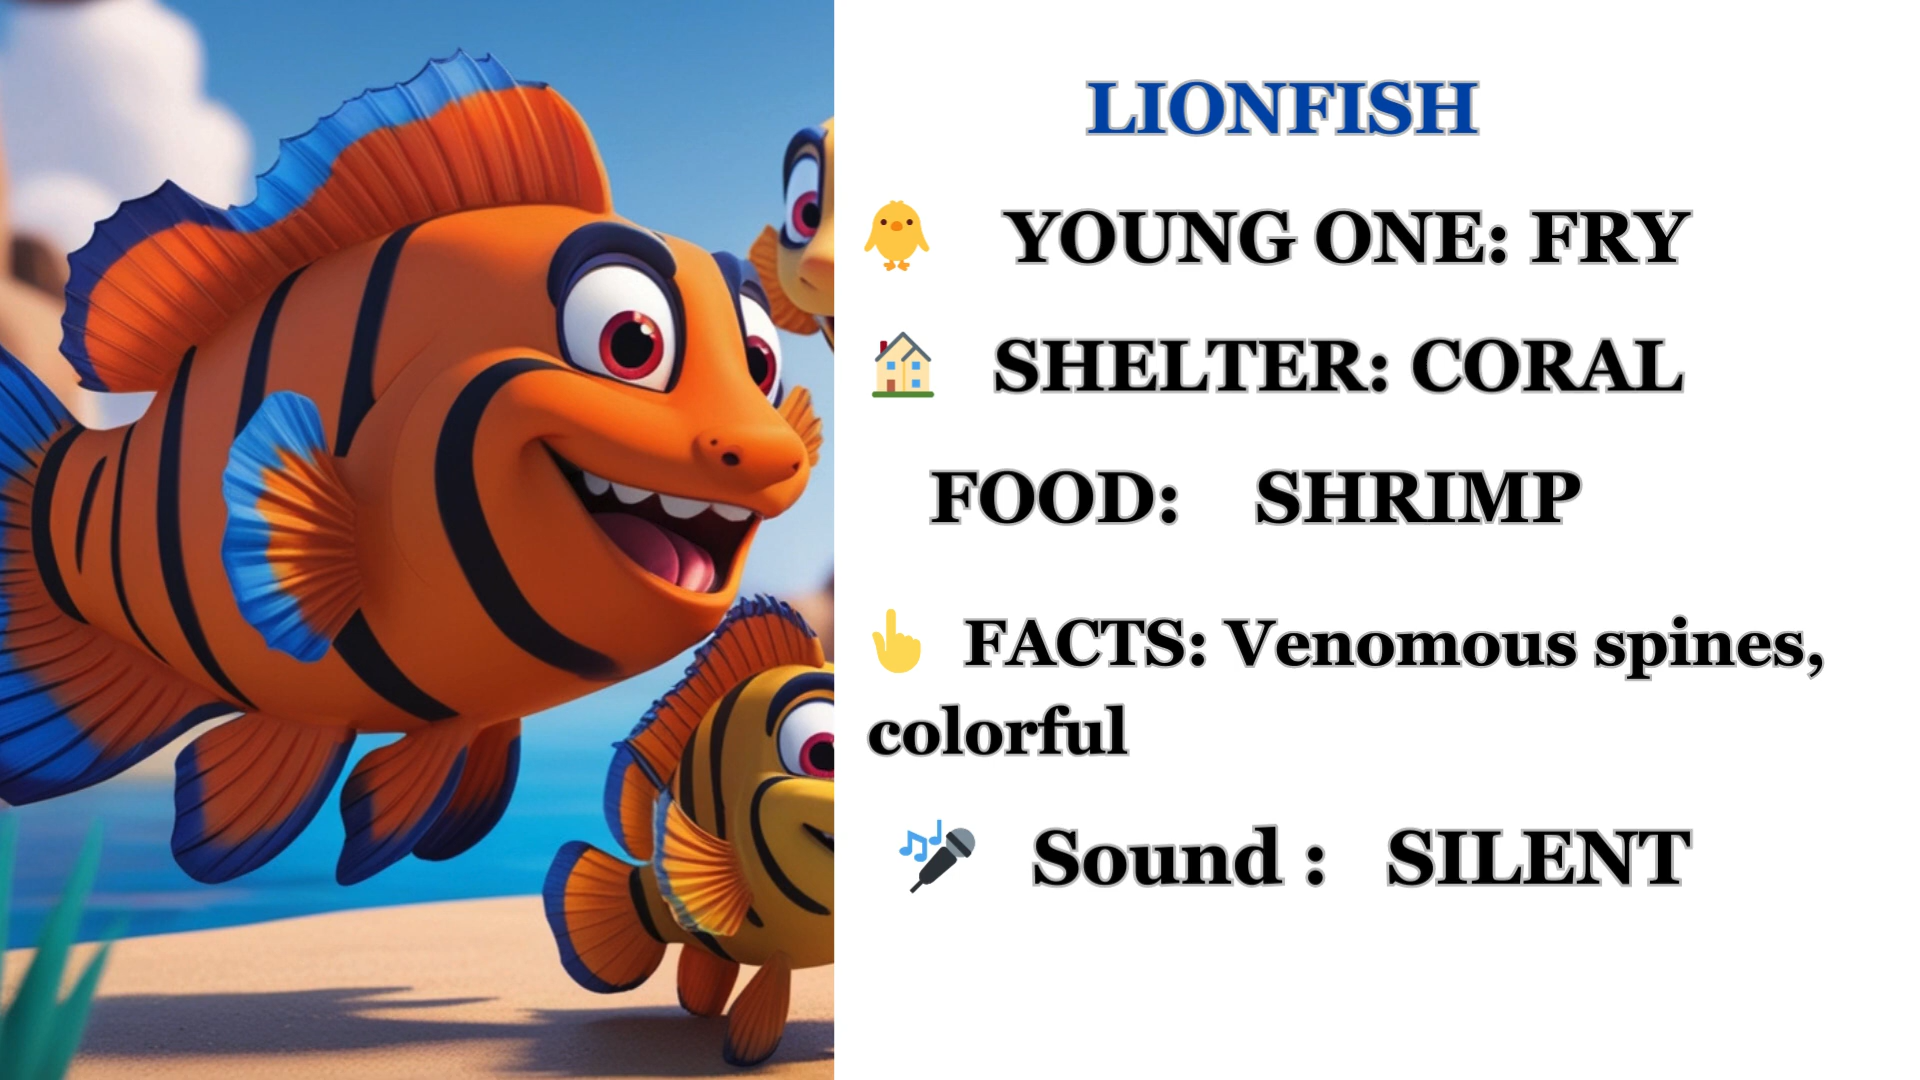 LIONFISH
YOUNG ONE: FRY
SHELTER: CORAL
FOOD: SHRIMP
FACTS: Venomous spines,
colorful
Sound : SILENT